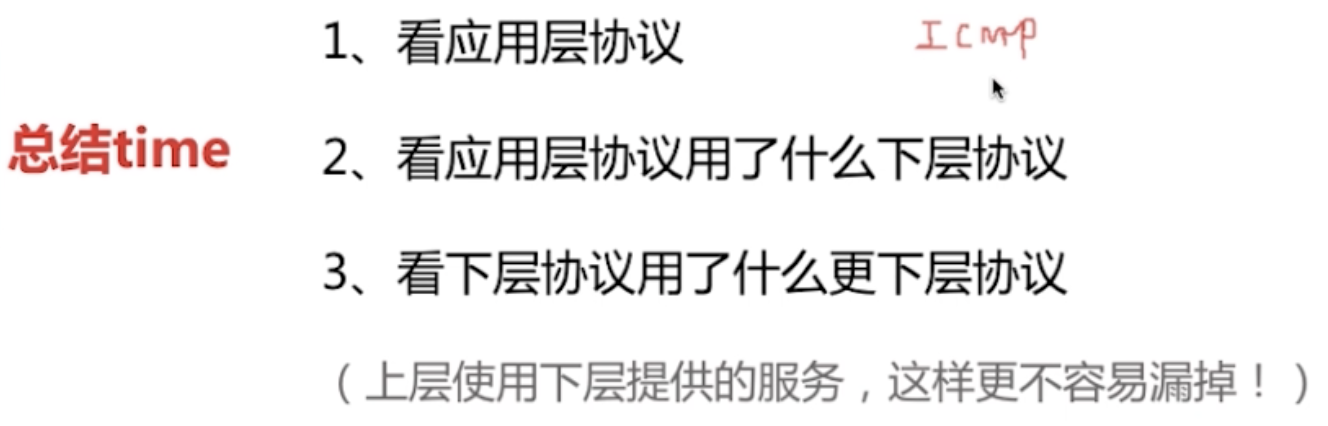 1、看应用层协议
ICMP
总结time
2、看应用层协议用了什么下层协议
3、看下层协议用了什么更下层协议
（上层使用下层提供的服务，这样更不容易漏掉！）